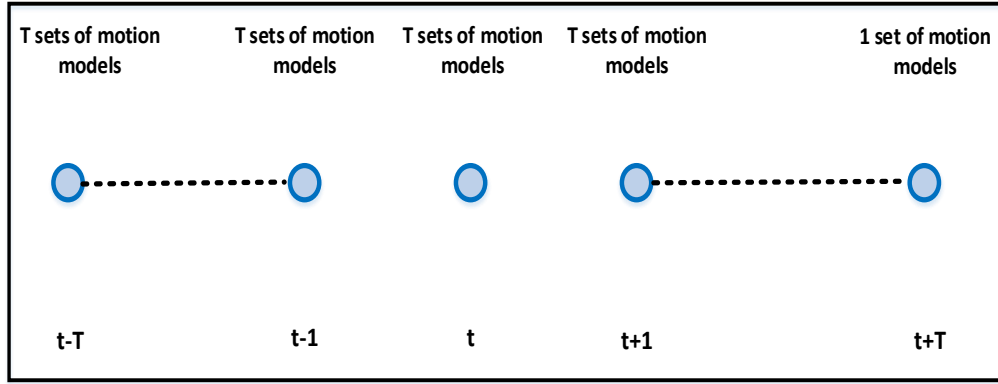 T sets of motion
models
T sets of motion
models
T sets of motion
models
T sets of motion
models
1 set of motion
models
t-T
t-1
t
t+1
t+T